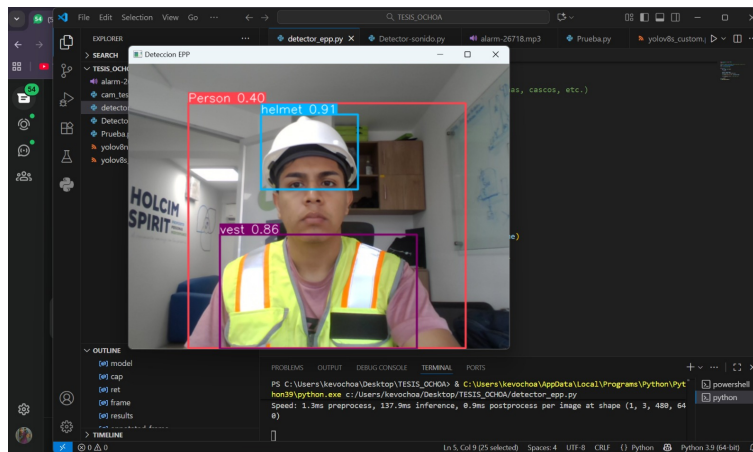 54
File Edit Selection View Go ···
TESIS_OCHOA
EXPLORER
detector_epp.py
Detector-sonido.py
alarm-26718.mp3
Prueba.py
SEARCH
Deteccion EPP
TESIS_OCHO
as, cascos, etc.)
alarm-2
cam_tes
detecto
Detecto
Prueba.p
yolov8n
yolov8s
Person 0.40
helmet 0.91
HOLCIM
SPIRIT
vest 0.86
e)
OUTLINE
model
cap
ret
frame
results
TIMELINE
PROBLEMS OUTPUT DEBUG CONSOLE TERMINAL PORTS
PS C:\Users\kevochoa\Desktop\TESIS_OCHOA> & C:\Users\kevochoa\AppData\Local\Programs\Python\Pyt
hon39\python.exe c:/Users/kevochoa/Desktop/TESIS_OCHOA/detector_epp.py
Speed: 1.3ms preprocess, 137.9ms inference, 0.9ms postprocess per image at shape (1, 3, 480, 64
0)
powershell
python
0 0
Ln 5, Col 9 (25 selected) Spaces: 4 UTF-8 CRLF {} Python 3.9 (64-bit)